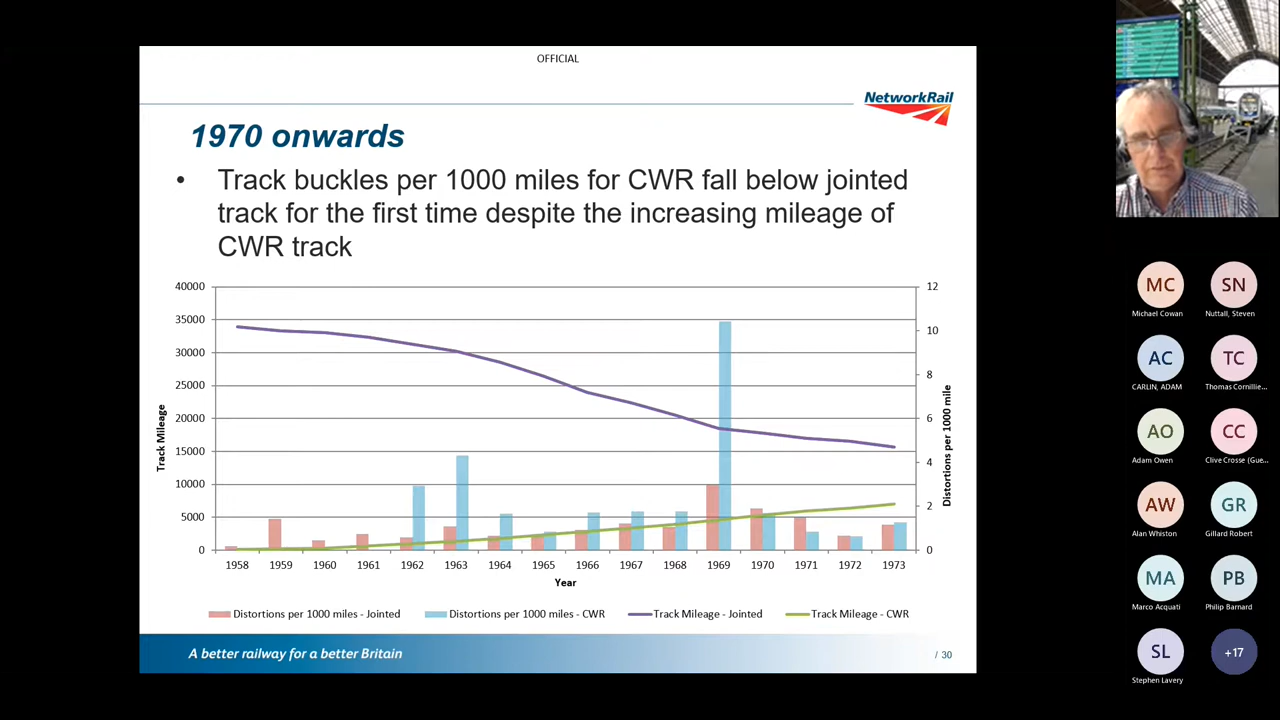 OFFICIAL
NetworkRail
1970 onwards
• Track buckles per 1000 miles for CWR fall below jointed
track for the first time despite the increasing mileage of
CWR track
40000
35000
30000
25000
20000
15000
10000
5000
0
Track Mileage
12
10
8
6
4
2
0
Distortions per 1000 mile
1958 1959 1960 1961 1962 1963 1964 1965 1966 1967 1968 1969 1970 1971 1972 1973
Year
Distortions per 1000 miles - Jointed Distortions per 1000 miles - CWR Track Mileage - Jointed Track Mileage - CWR
A better railway for a better Britain
/ 30
MC SN
Michael Cowan Nuttall, Steven
AC TC
CARLIN, ADAM Thomas Cornillie...
AO CC
Adam Owen Clive Crosse (Gue...
AW GR
Alan Whiston Gillard Robert
MA PB
Marco Acquati Philip Barnard
SL +17
Stephen Lavery